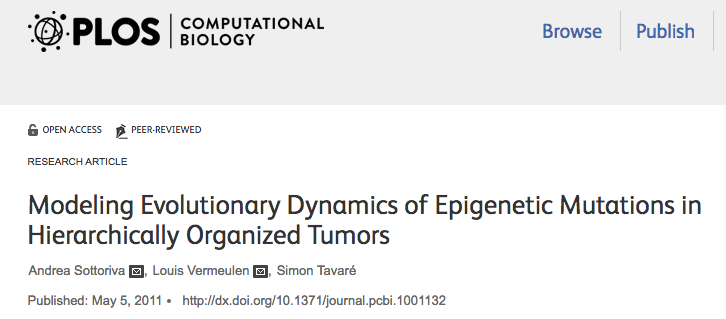 PLOS COMPUTATIONAL BIOLOGY
Browse Publish
OPEN ACCESS PEER-REVIEWED
RESEARCH ARTICLE
Modeling Evolutionary Dynamics of Epigenetic Mutations in
Hierarchically Organized Tumors
Andrea Sottoriva, Louis Vermeulen, Simon Tavaré
Published: May 5, 2011 • http://dx.doi.org/10.1371/journal.pcbi.1001132